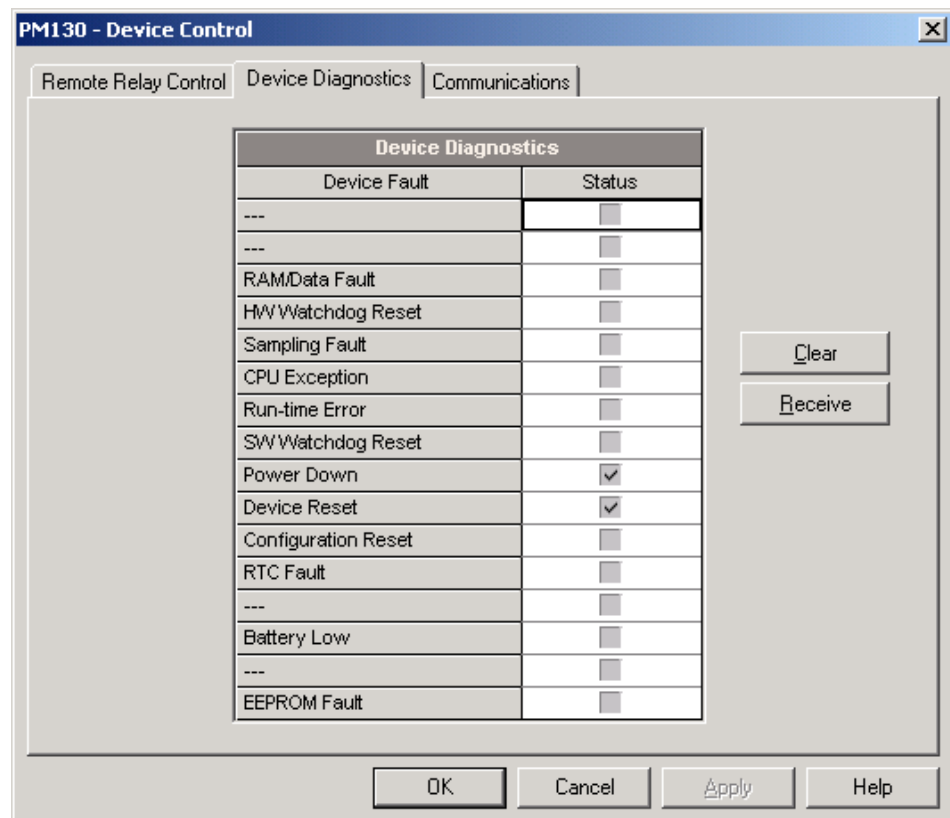 PM130 - Device Control
Remote Relay Control Device Diagnostics Communications
Device Diagnostics
Device Fault Status
---
---
RAM/Data Fault
HW Watchdog Reset
Sampling Fault
CPU Exception
Run-time Error
SW Watchdog Reset
Power Down
Device Reset
Configuration Reset
RTC Fault
---
Battery Low
---
EEPROM Fault
Clear
Receive
OK Cancel Apply Help